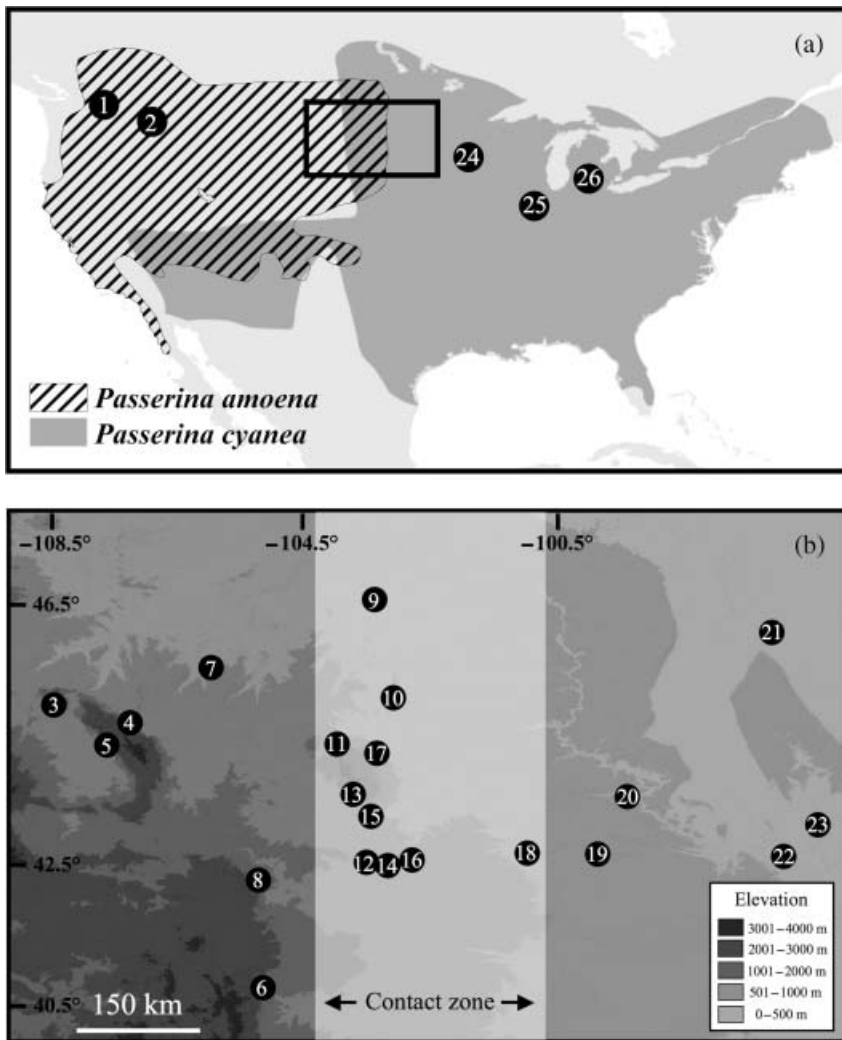 (a)
1
2
24
25
26
Passerina amoena
Passerina cyanea
-108.5°
-104.5°
-100.5°
(b)
46.5°
9
21
7
3
10
4
5
11
17
13
20
15
23
12
14
16
18
19
22
42.5°
8
6
40.5°
150 km
← Contact zone →
Elevation
3001–4000 m
2001–3000 m
1001–2000 m
501–1000 m
0–500 m